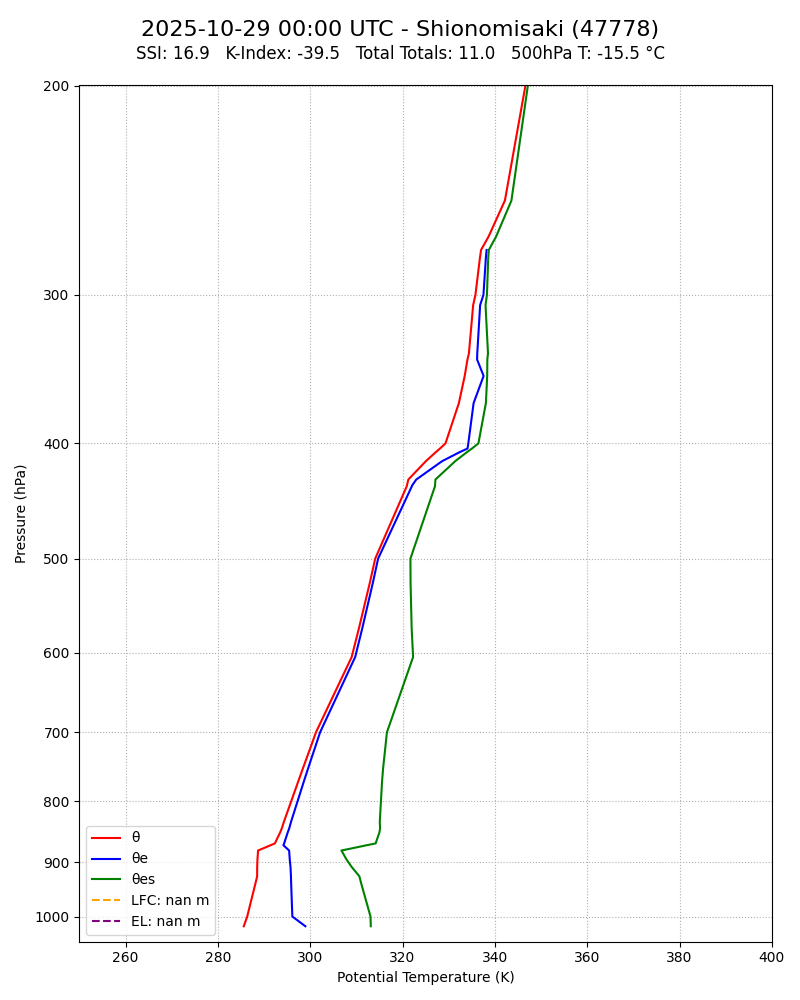 2025-10-29 00:00 UTC - Shionomisaki (47778)
SSI: 16.9   K-Index: -39.5   Total Totals: 11.0   500hPa T: -15.5 °C
200
300
400
500
600
700
800
900
1000
Pressure (hPa)
θ
θe
θes
LFC: nan m
EL: nan m
260 280 300 320 340 360 380 400
Potential Temperature (K)